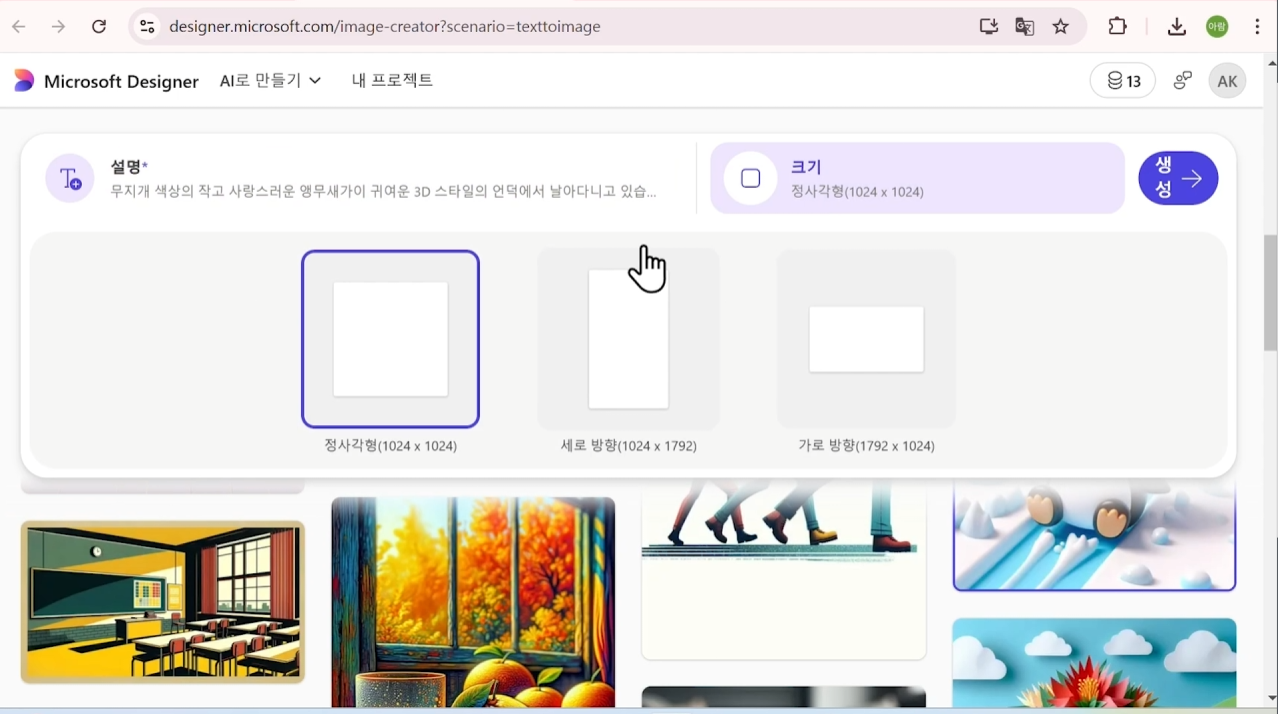 designer.microsoft.com/image-creator?scenario=texttoimage
아람
Microsoft Designer
AI로 만들기
내 프로젝트
13
AK
설명*
무지개 색상의 작고 사랑스러운 앵무새가 귀여운 3D 스타일의 언덕에서 날아다니고 있습...
크기
정사각형(1024 x 1024)
생
성
정사각형(1024 x 1024)
세로 방향(1024 x 1792)
가로 방향(1792 x 1024)